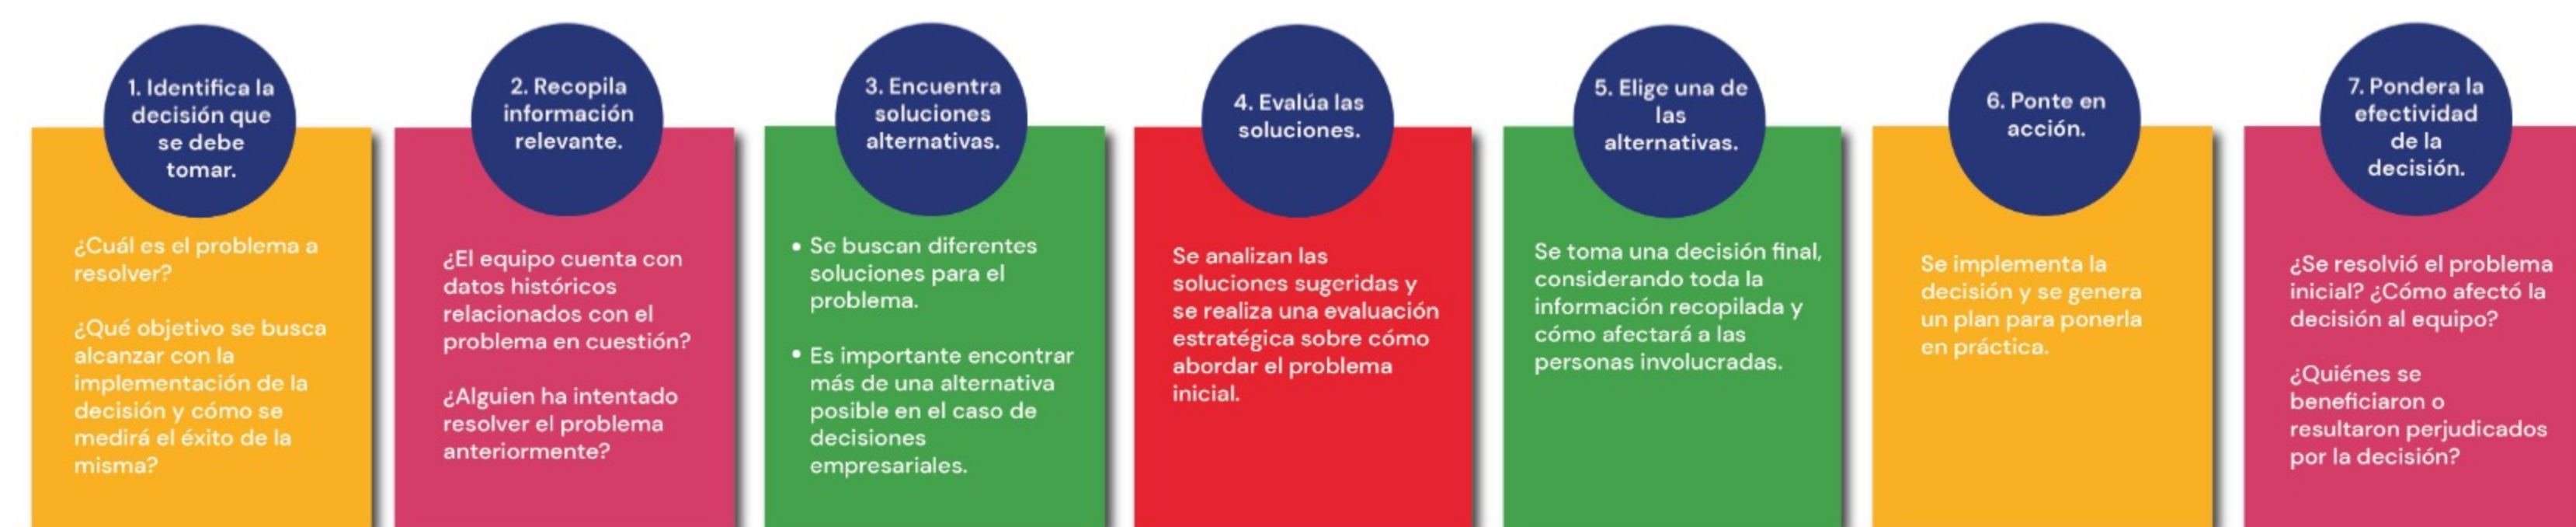 1. Identifica la
decisión que
se debe
tomar.
¿Cuál es el problema a
resolver?
¿Qué objetivo se busca
alcanzar con la
implementación de la
decisión y cómo se
medirá el éxito de la
misma?
2. Recopila
información
relevante.
¿El equipo cuenta con
datos históricos
relacionados con el
problema en cuestión?
¿Alguien ha intentado
resolver el problema
anteriormente?
3. Encuentra
soluciones
alternativas.
• Se buscan diferentes
soluciones para el
problema.
• Es importante encontrar
más de una alternativa
posible en el caso de
decisiones
empresariales.
4. Evalúa las
soluciones.
Se analizan las
soluciones sugeridas y
se realiza una evaluación
estratégica sobre cómo
abordar el problema
inicial.
5. Elige una de
las
alternativas.
Se toma una decisión final,
considerando toda la
información recopilada y
cómo afectará a las
personas involucradas.
6. Ponte en
acción.
Se implementa la
decisión y se genera
un plan para ponerla
en práctica.
7. Pondera la
efectividad
de la
decisión.
¿Se resolvió el problema
inicial? ¿Cómo afectó la
decisión al equipo?
¿Quiénes se
beneficiaron o
resultaron perjudicados
por la decisión?